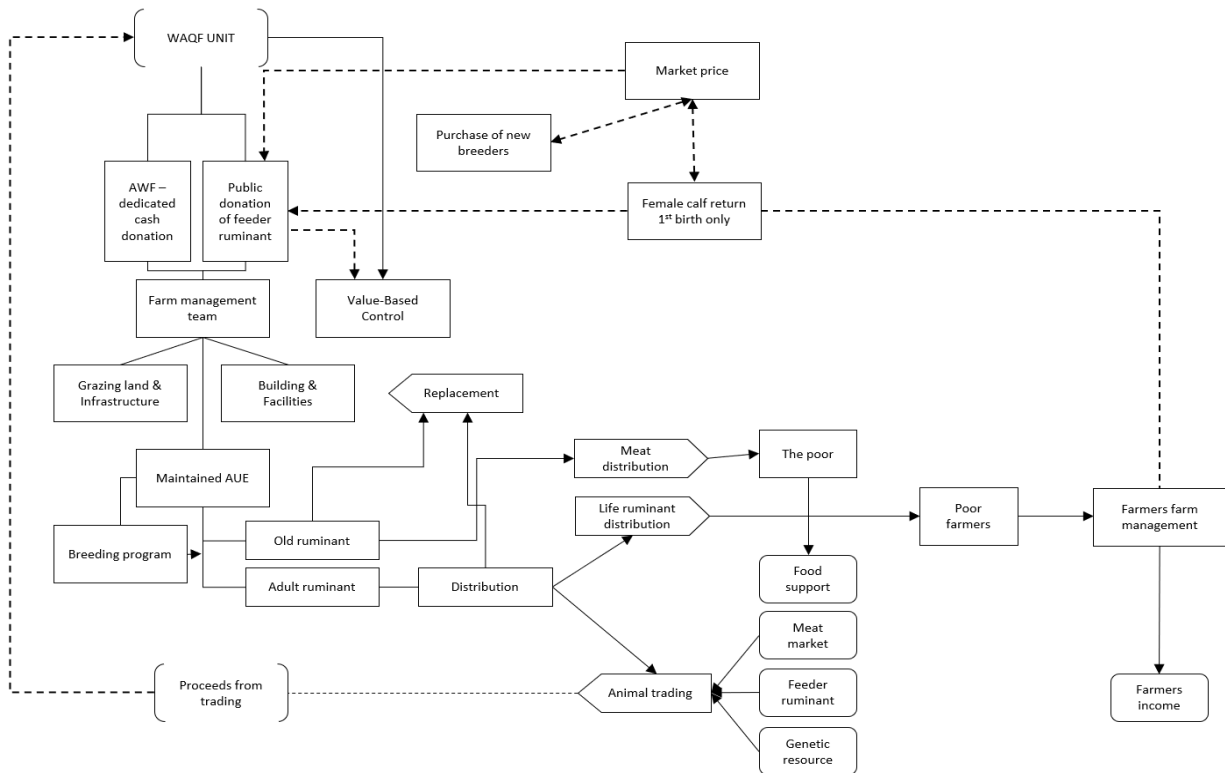 WAQF UNIT
Market price
Purchase of new
breeders
AWF –
dedicated
cash
donation
Public
donation
of feeder
ruminant
Female calf return
1st birth only
Farm management
team
Value-Based
Control
Grazing land &
Infrastructure
Building &
Facilities
Replacement
Maintained AUE
Meat
distribution
The poor
Life ruminant
distribution
Poor
farmers
Farmers farm
management
Breeding program
Old ruminant
Adult ruminant
Distribution
Food
support
Meat
market
Proceeds from
trading
Animal trading
Feeder
ruminant
Farmers
income
Genetic
resource